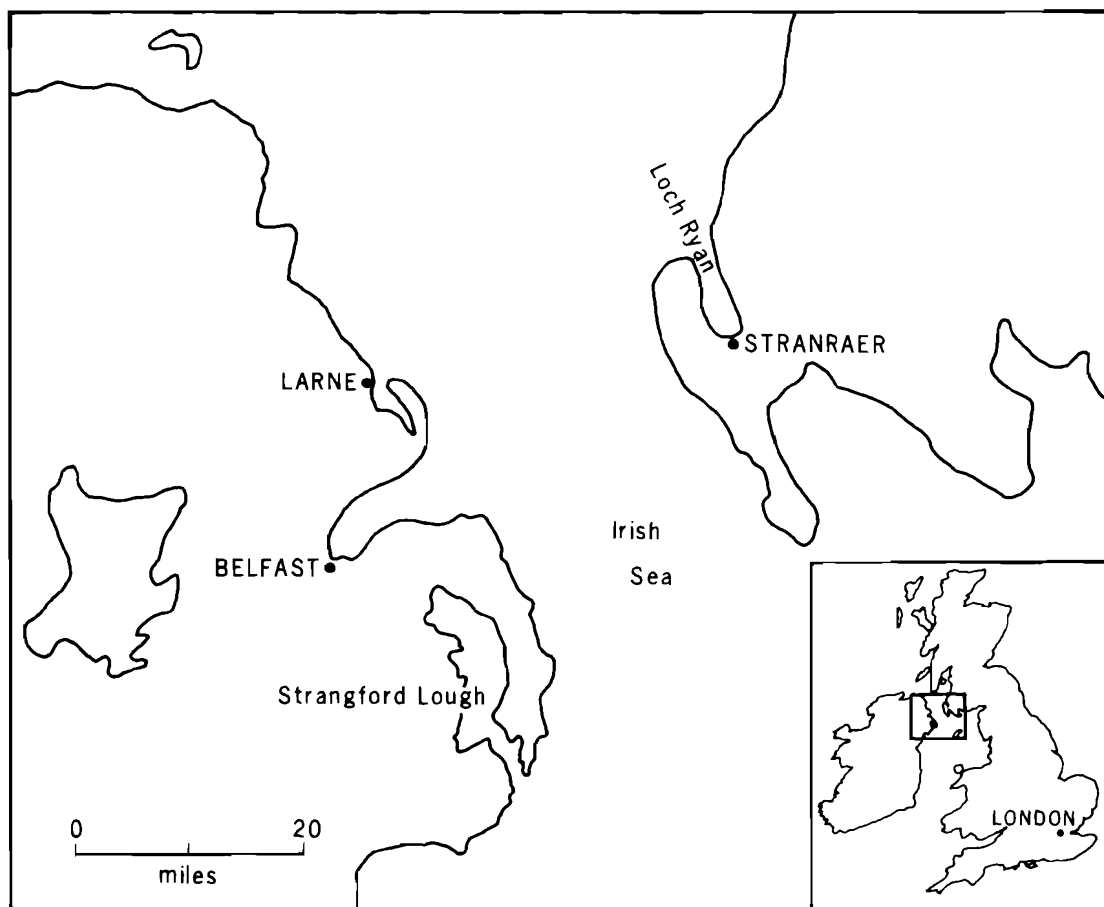 Loch Ryan
STRANRAER
LARNE
Irish
Sea
BELFAST
Strangford Lough
0 20
miles
LONDON